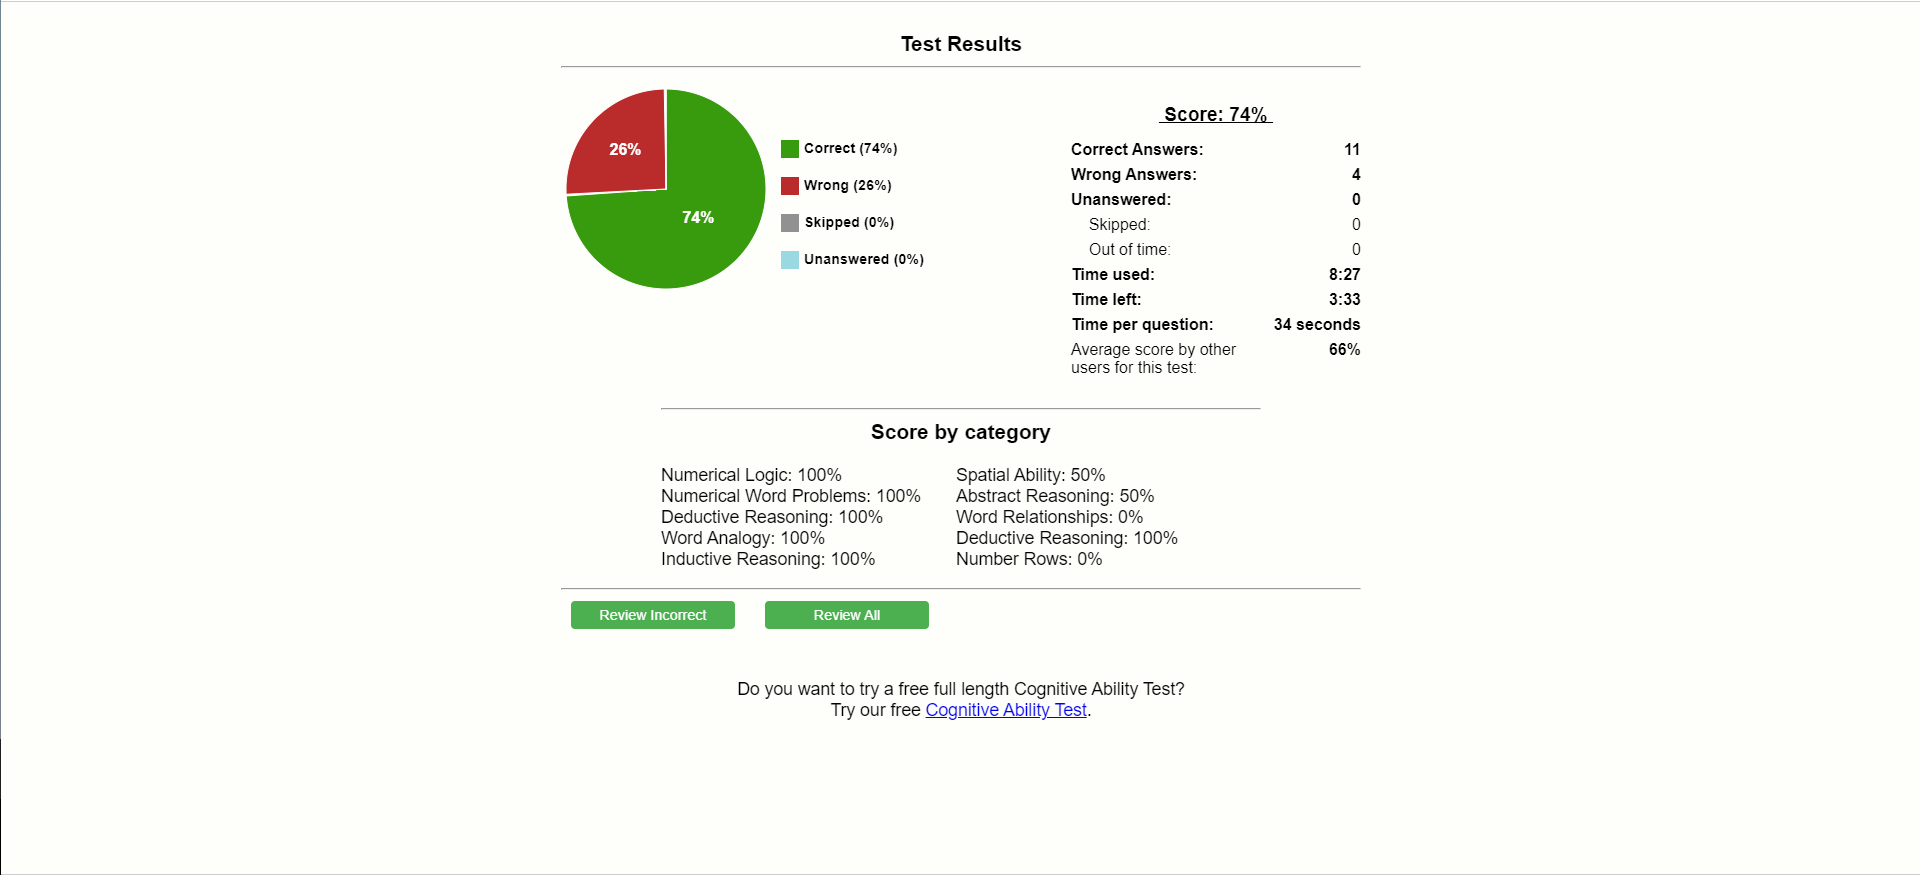 Test Results
26%
74%
Correct (74%)
Wrong (26%)
Skipped (0%)
Unanswered (0%)
Score: 74%
Correct Answers: 11
Wrong Answers: 4
Unanswered: 0
Skipped: 0
Out of time: 0
Time used: 8:27
Time left: 3:33
Time per question: 34 seconds
Average score by other 66%
users for this test:
Score by category
Numerical Logic: 100%
Numerical Word Problems: 100%
Deductive Reasoning: 100%
Word Analogy: 100%
Inductive Reasoning: 100%
Spatial Ability: 50%
Abstract Reasoning: 50%
Word Relationships: 0%
Deductive Reasoning: 100%
Number Rows: 0%
Review Incorrect
Review All
Do you want to try a free full length Cognitive Ability Test?
Try our free Cognitive Ability Test.